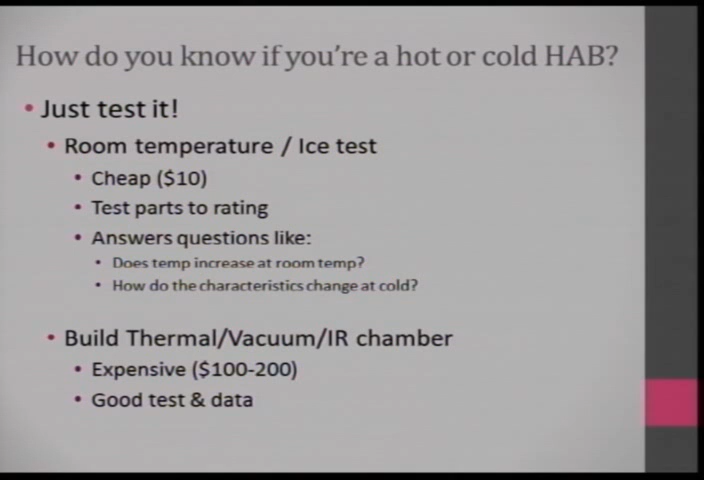 How do you know if you're a hot or cold HAB?
• Just test it!
• Room temperature / Ice test
• Cheap ($10)
• Test parts to rating
• Answers questions like:
• Does temp increase at room temp?
• How do the characteristics change at cold?
• Build Thermal/Vacuum/IR chamber
• Expensive ($100-200)
• Good test & data